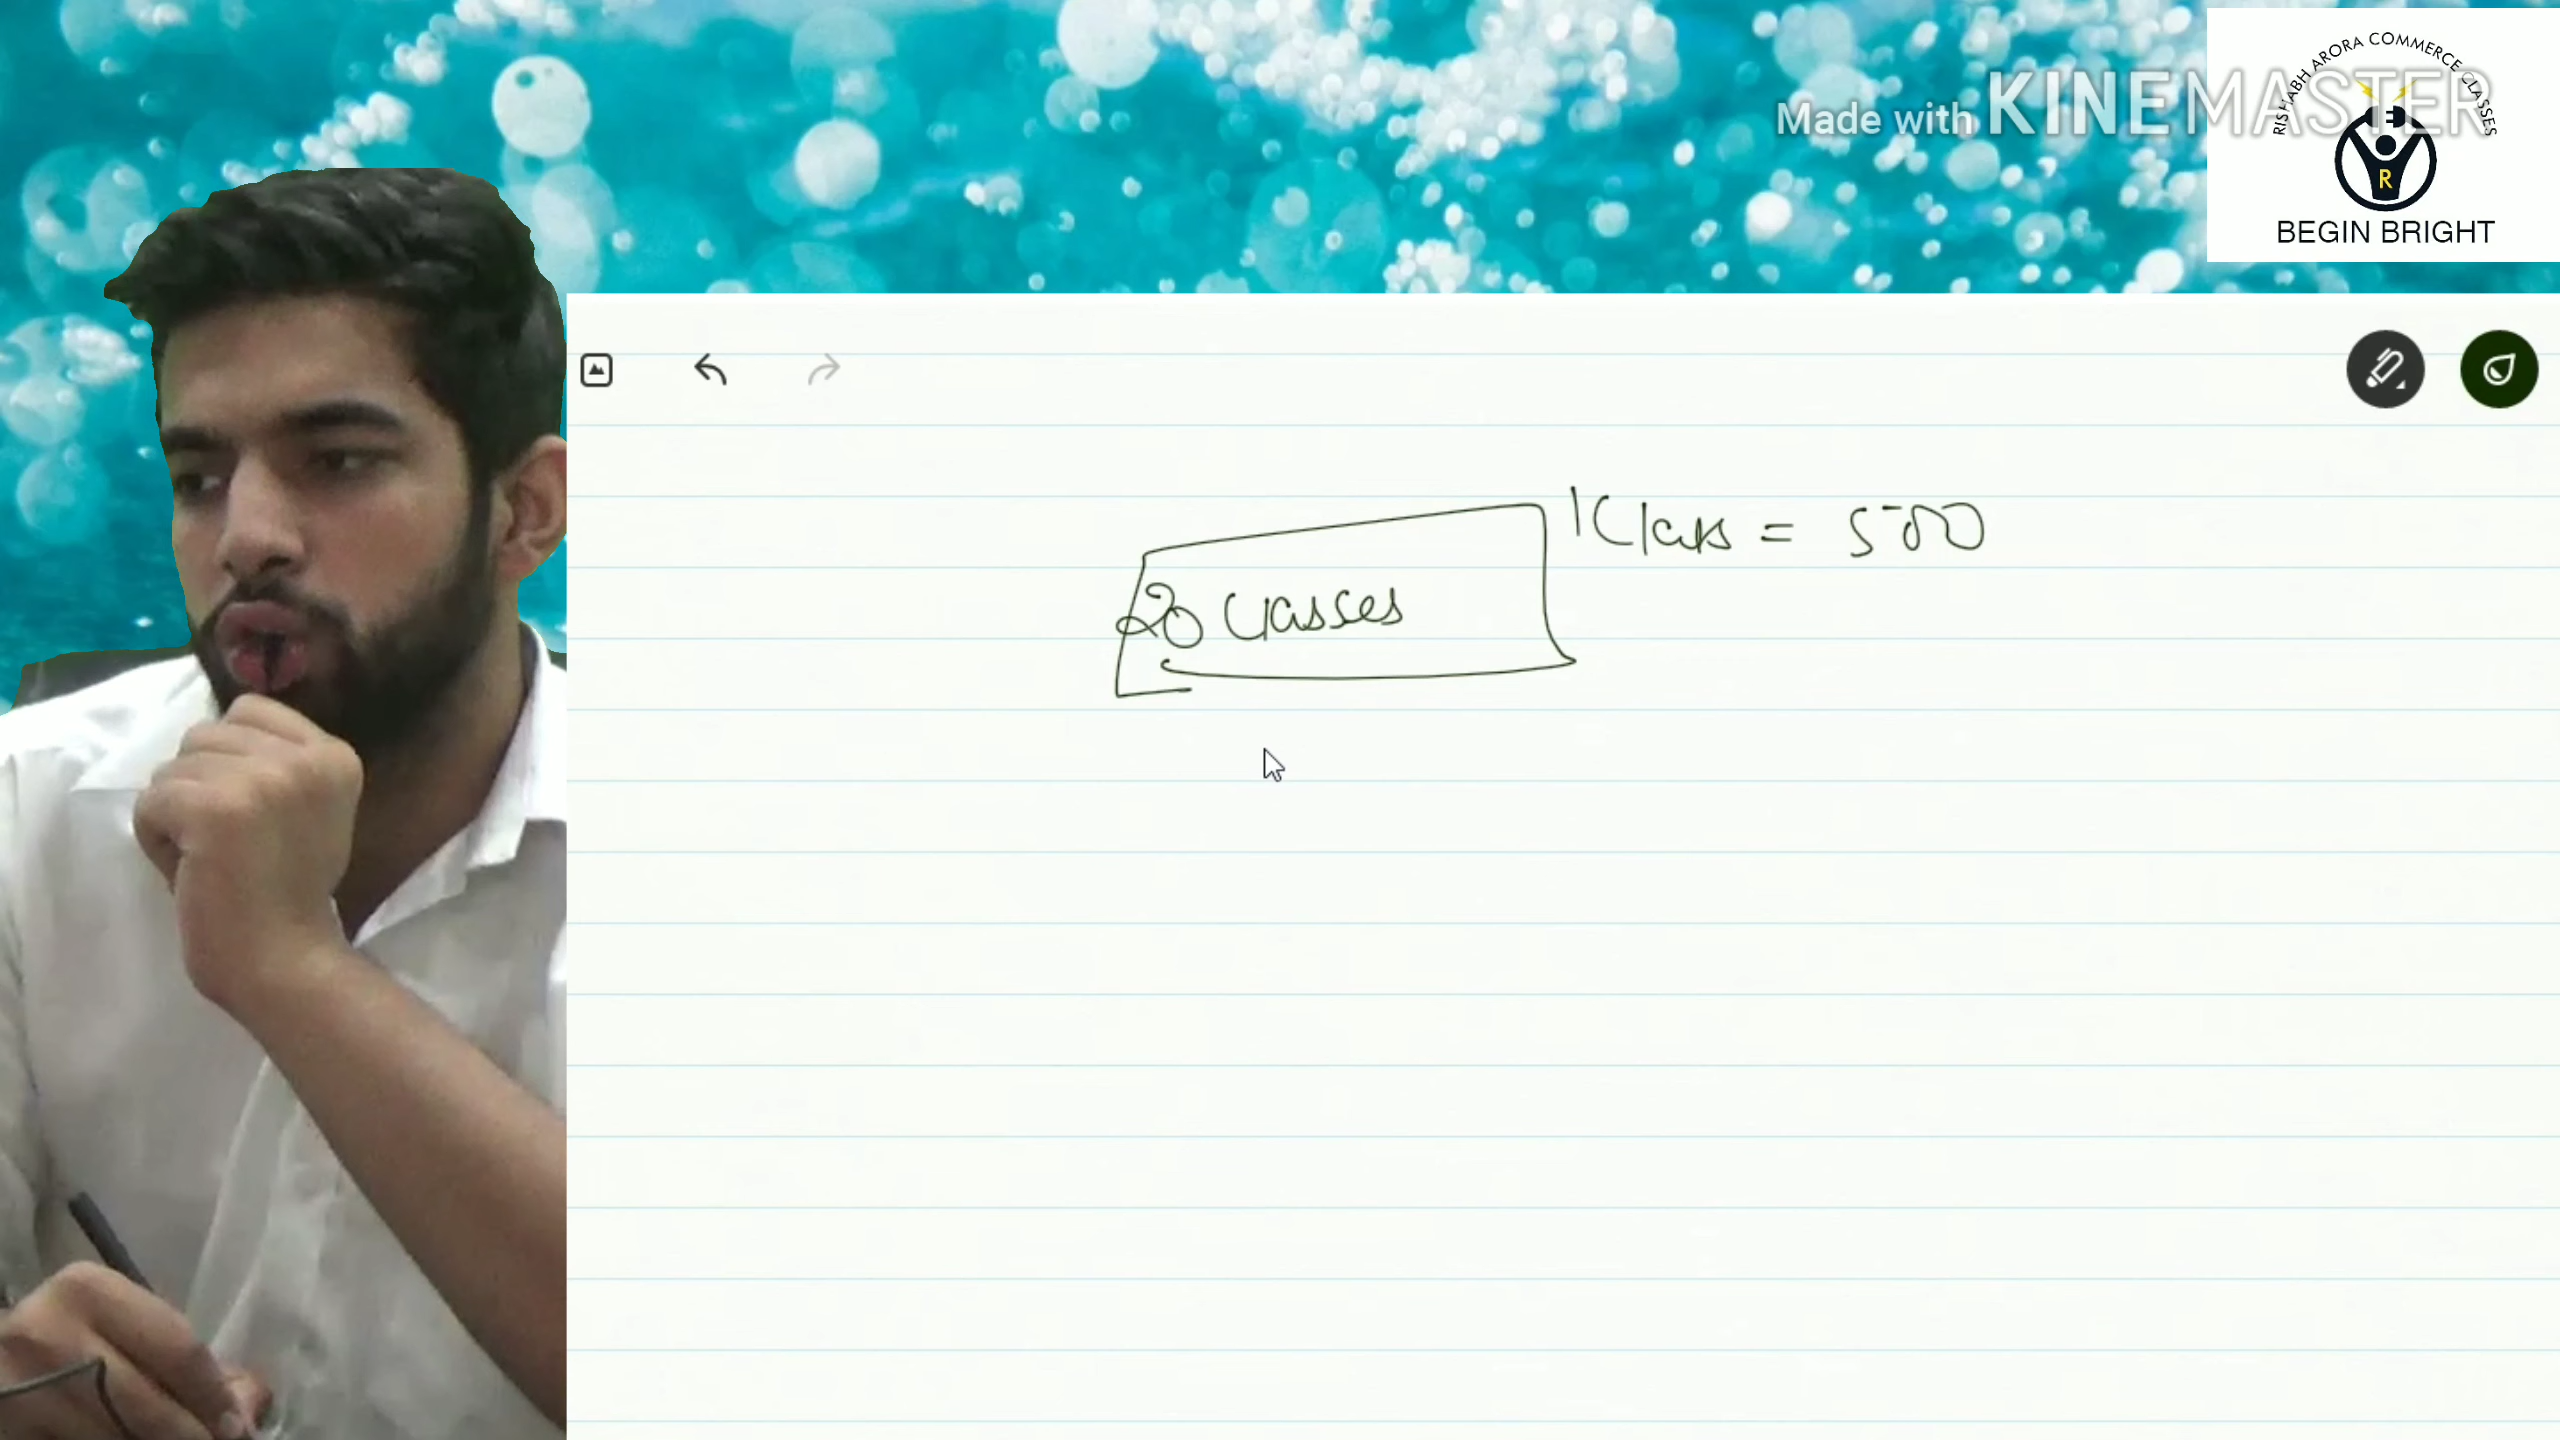 RISHABH ARORA COMMERCE CLASSES
Made with KINEMASTER
R
BEGIN BRIGHT
1 Class = 500
20 Classes